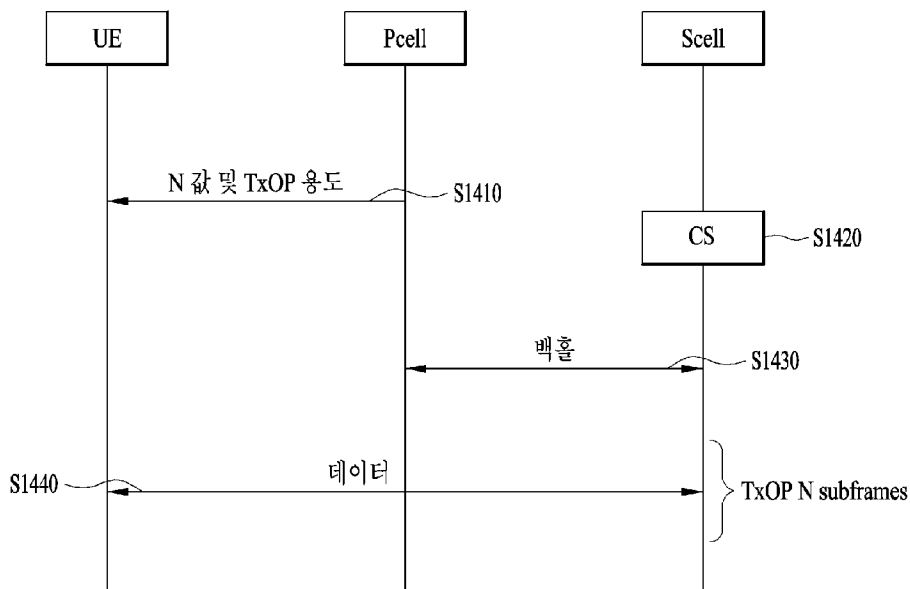 UE
Pcell
Scell
N 값 및 TxOP 용도
S1410
CS
S1420
백홀
S1430
데이터
S1440
TxOP N subframes